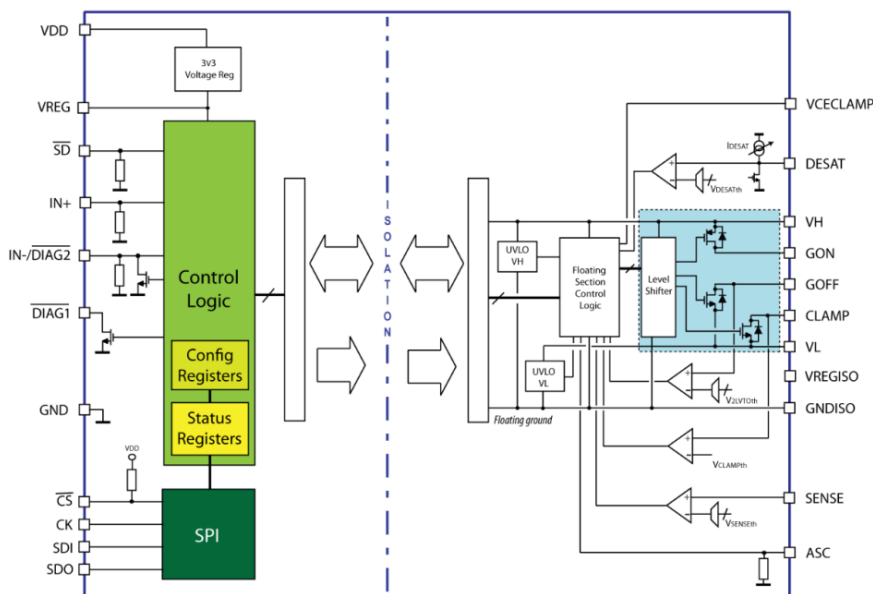 VDD
3V3
Voltage Reg
VREG
SD
IN+
IN-/DIAG2
DIAG1
GND
VDD
CS
CK
SDI
SDO
Control
Logic
Config
Registers
Status
Registers
SPI
ISOLATION
UVLO
VH
Floating
Section
Control
Logic
Level
Shifter
UVLO
VL
Floating ground
IDESAT
VDESATth
V2LVTOth
VCLAMPth
VSENSEth
VCECLAMP
DESAT
VH
GON
GOFF
CLAMP
VL
VREGISO
GNDISO
SENSE
ASC